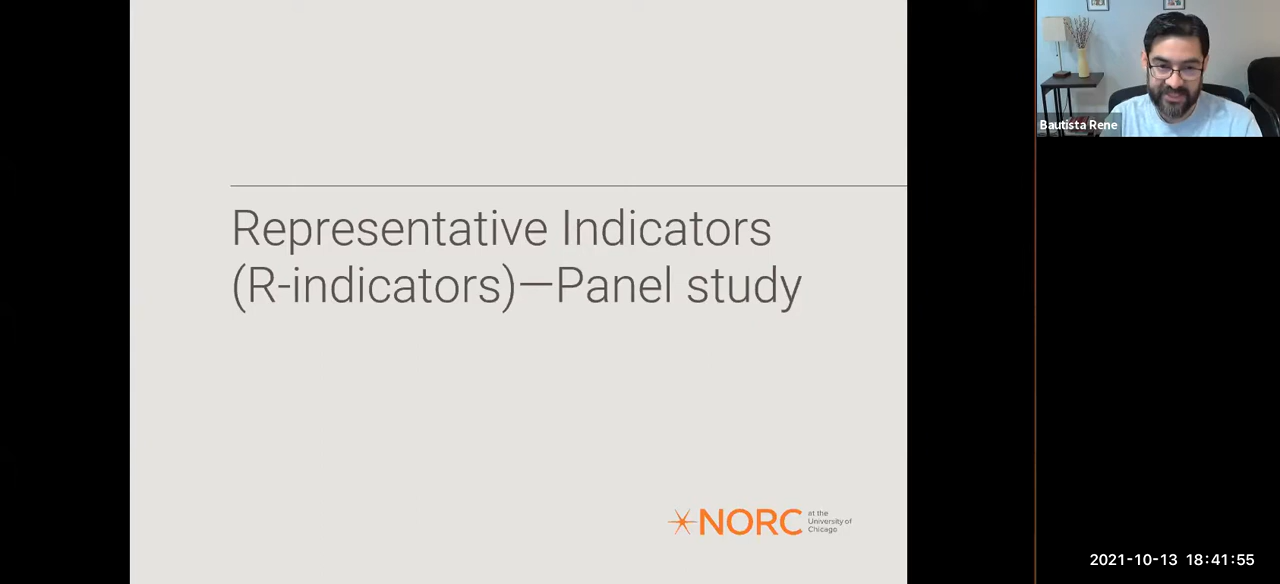 Representative Indicators
(R-indicators)—Panel study
NORC
at the
University of
Chicago
Bautista Rene
2021-10-13 18:41:55